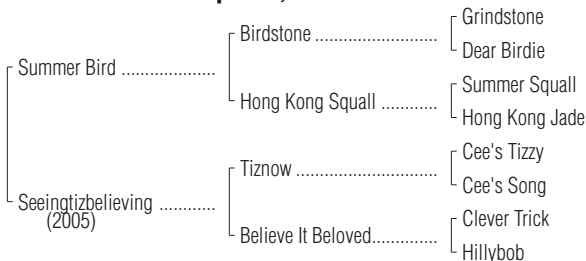 Grindstone
Birdstone ........................
Dear Birdie
Summer Bird ...................
Summer Squall
Hong Kong Squall ...........
Hong Kong Jade
Cee's Tizzy
Tiznow ............................
Cee's Song
Seeingtizbelieving ...........
(2005)
Clever Trick
Believe It Beloved.............
Hillybob